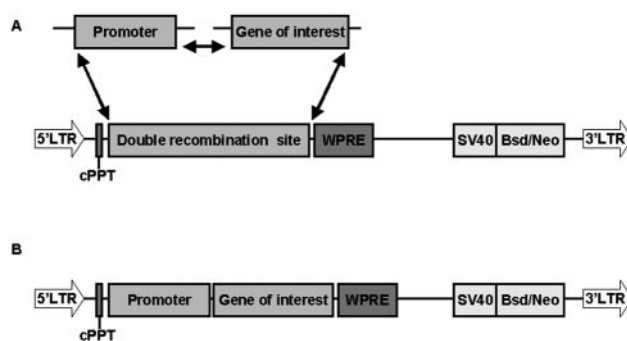 A
Promoter
Gene of interest
5'LTR
Double recombination site
WPRE
SV40
Bsd/Neo
3'LTR
cPPT
B
5'LTR
Promoter
Gene of interest
WPRE
SV40
Bsd/Neo
3'LTR
cPPT